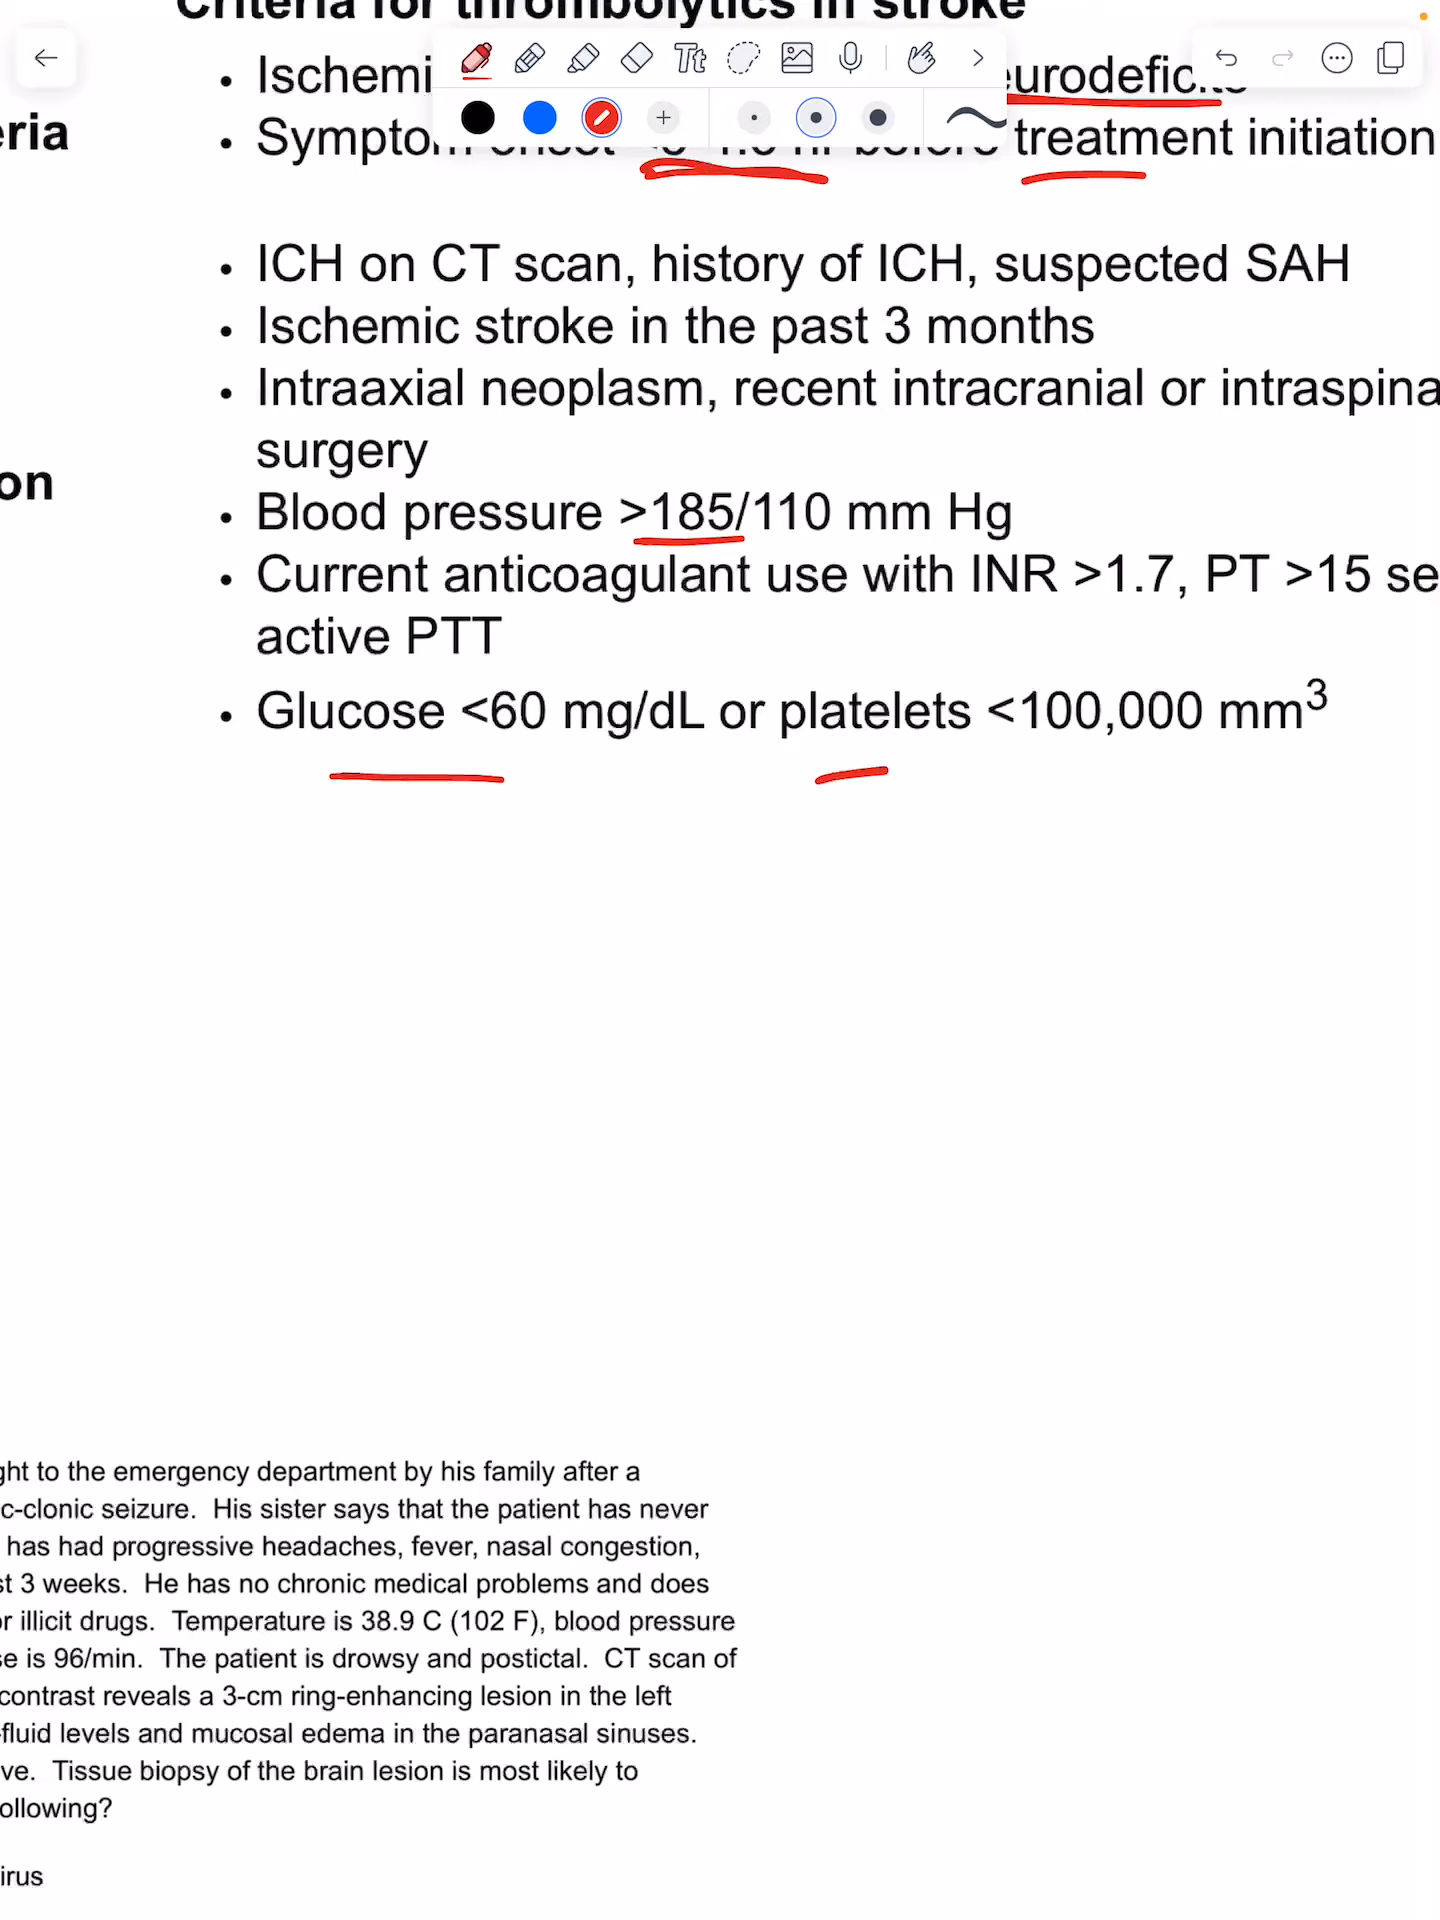 Criteria for thrombolytics in stroke
Tt
Ischemi eurodeficits
eria
Symptom onset treatment initiation
ICH on CT scan, history of ICH, suspected SAH
Ischemic stroke in the past 3 months
Intraaxial neoplasm, recent intracranial or intraspina
surgery
on
Blood pressure >185/110 mm Hg
Current anticoagulant use with INR >1.7, PT >15 se
active PTT
Glucose <60 mg/dL or platelets <100,000 mm³
ght to the emergency department by his family after a
c-clonic seizure. His sister says that the patient has never
has had progressive headaches, fever, nasal congestion,
st 3 weeks. He has no chronic medical problems and does
or illicit drugs. Temperature is 38.9 C (102 F), blood pressure
se is 96/min. The patient is drowsy and postictal. CT scan of
contrast reveals a 3-cm ring-enhancing lesion in the left
-fluid levels and mucosal edema in the paranasal sinuses.
ve. Tissue biopsy of the brain lesion is most likely to
ollowing?
irus